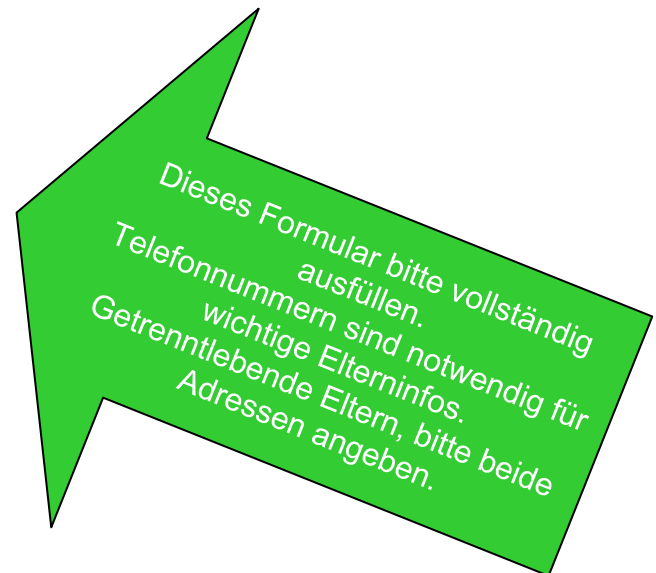 Dieses Formular bitte vollständig
ausfüllen.
Telefonnummern sind notwendig für
wichtige Elterninfos.
Getrenntlebende Eltern, bitte beide
Adressen angeben.